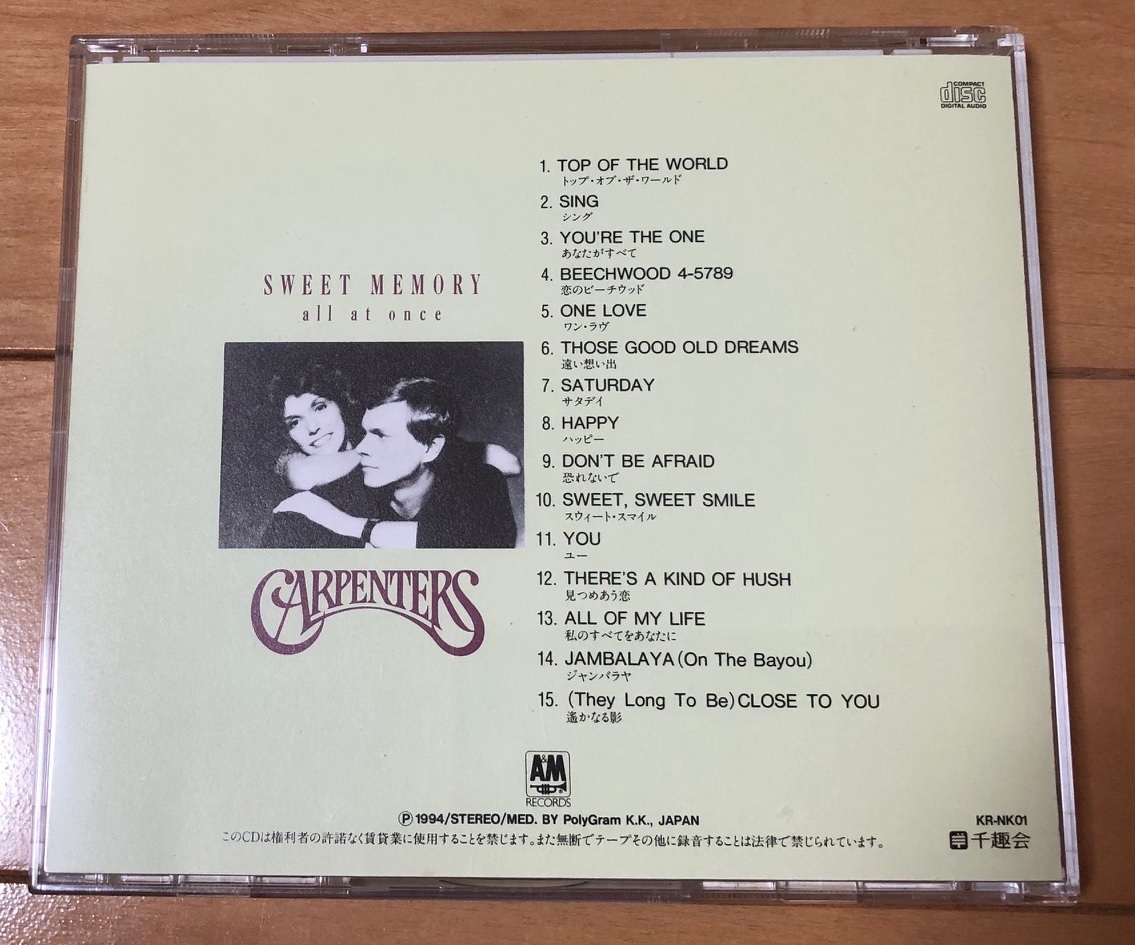 COMPACT
disc
DIGITAL AUDIO
SWEET MEMORY
all at once
CARPENTERS
1. TOP OF THE WORLD
トップ・オブ・ザ・ワールド
2. SING
シング
3. YOU'RE THE ONE
あなたがすべて
4. BEECHWOOD 4-5789
恋のビーチウッド
5. ONE LOVE
ワン・ラヴ
6. THOSE GOOD OLD DREAMS
遠い想い出
7. SATURDAY
サタデイ
8. HAPPY
ハッピー
9. DON'T BE AFRAID
恐れないで
10. SWEET, SWEET SMILE
スウィート・スマイル
11. YOU
ユー
12. THERE'S A KIND OF HUSH
見つめあう恋
13. ALL OF MY LIFE
私のすべてをあなたに
14. JAMBALAYA (On The Bayou)
ジャンバラヤ
15. (They Long To Be) CLOSE TO YOU
遙かなる影
A&M
RECORDS
Ⓟ1994/STEREO/MED. BY PolyGram K.K., JAPAN
このCDは権利者の許諾なく賃貸業に使用することを禁じます。また無断でテープその他に録音することは法律で禁じられています。
KR-NK01
千趣会